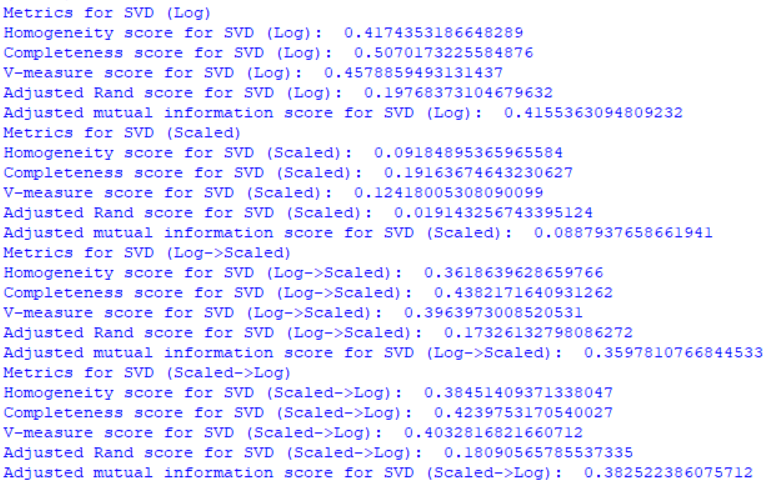 Metrics for SVD (Log)
Homogeneity score for SVD (Log):  0.4174353186648289
Completeness score for SVD (Log):  0.5070173225584876
V-measure score for SVD (Log):  0.4578859493131437
Adjusted Rand score for SVD (Log):  0.19768373104679632
Adjusted mutual information score for SVD (Log):  0.4155363094809232
Metrics for SVD (Scaled)
Homogeneity score for SVD (Scaled):  0.09184895365965584
Completeness score for SVD (Scaled):  0.19163674643230627
V-measure score for SVD (Scaled):  0.12418005308090099
Adjusted Rand score for SVD (Scaled):  0.019143256743395124
Adjusted mutual information score for SVD (Scaled):  0.0887937658661941
Metrics for SVD (Log->Scaled)
Homogeneity score for SVD (Log->Scaled):  0.3618639628659766
Completeness score for SVD (Log->Scaled):  0.4382171640931262
V-measure score for SVD (Log->Scaled):  0.3963973008520531
Adjusted Rand score for SVD (Log->Scaled):  0.17326132798086272
Adjusted mutual information score for SVD (Log->Scaled):  0.3597810766844533
Metrics for SVD (Scaled->Log)
Homogeneity score for SVD (Scaled->Log):  0.38451409371338047
Completeness score for SVD (Scaled->Log):  0.4239753170540027
V-measure score for SVD (Scaled->Log):  0.4032816821660712
Adjusted Rand score for SVD (Scaled->Log):  0.18090565785537335
Adjusted mutual information score for SVD (Scaled->Log):  0.382522386075712